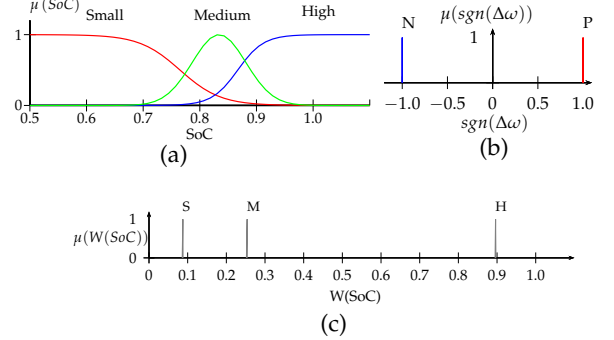 μ(SoC)
Small Medium High
1
0
0.5 0.6 0.7 0.8 0.9 1.0
SoC
(a)
N μ(sgn(Δω)) P
1
−1.0 −0.5 0 0.5 1.0
sgn(Δω)
(b)
S M H
1
μ(W(SoC))
0
0 0.1 0.2 0.3 0.4 0.5 0.6 0.7 0.8 0.9 1.0
W(SoC)
(c)